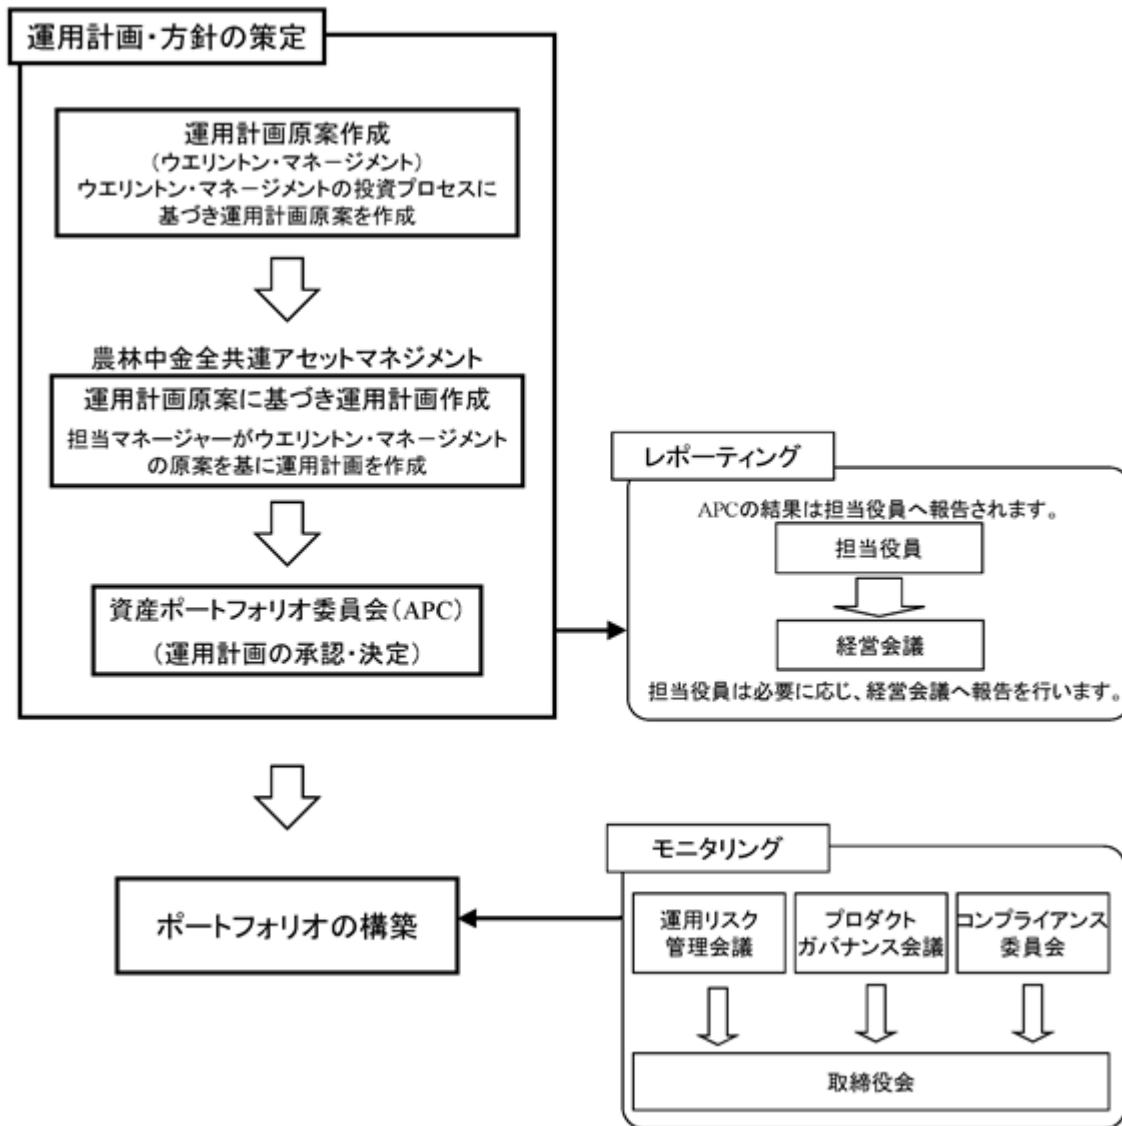 運用計画・方針の策定
運用計画原案作成
(ウエリントン・マネージメント)
ウエリントン・マネージメントの投資プロセスに
基づき運用計画原案を作成
農林中金全共連アセットマネジメント
運用計画原案に基づき運用計画作成
担当マネージャーがウエリントン・マネージメント
の原案を基に運用計画を作成
資産ポートフォリオ委員会(APC)
(運用計画の承認・決定)
レポーティング
APCの結果は担当役員へ報告されます。
担当役員
経営会議
担当役員は必要に応じ、経営会議へ報告を行います。
ポートフォリオの構築
モニタリング
運用リスク
管理会議
プロダクト
ガバナンス会議
コンプライアンス
委員会
取締役会